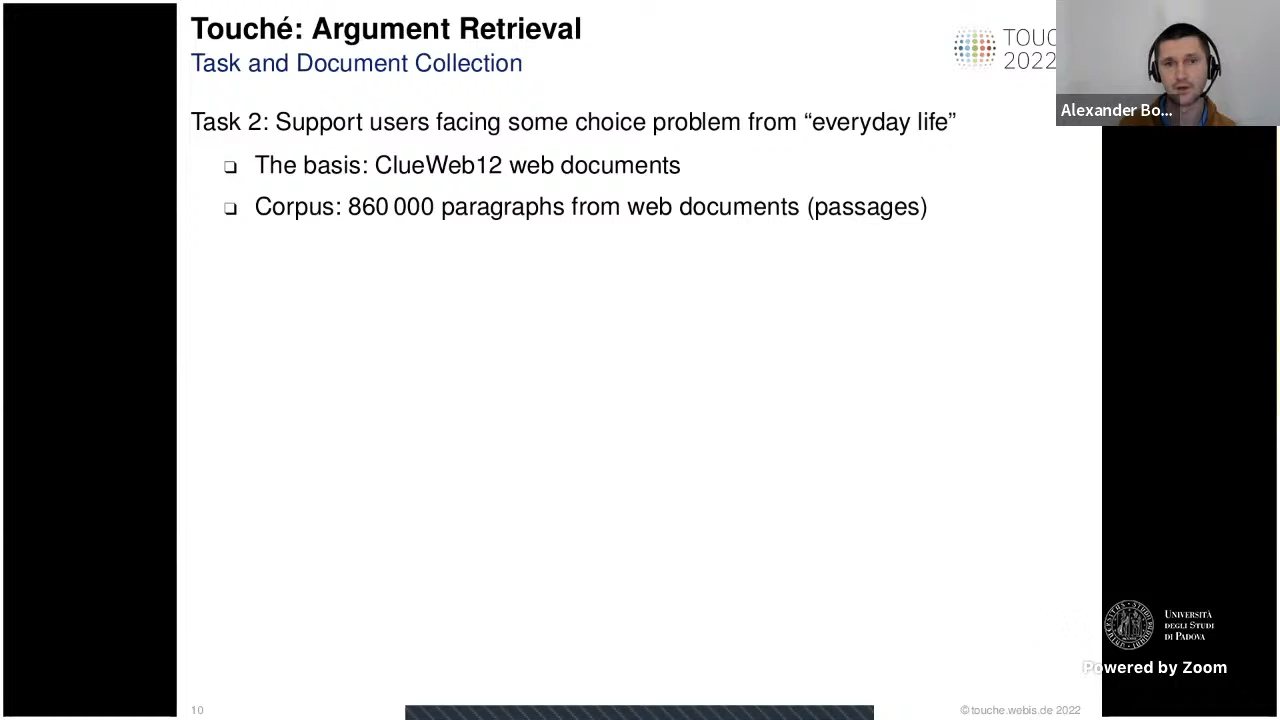 Touché: Argument Retrieval
Task and Document Collection
TOUC
2022
Alexander Bo...
Task 2: Support users facing some choice problem from “everyday life”
❏ The basis: ClueWeb12 web documents
❏ Corpus: 860 000 paragraphs from web documents (passages)
UNIVERSITÀ
DEGLI STUDI
DI PADOVA
Powered by Zoom
10
©touche.webis.de 2022